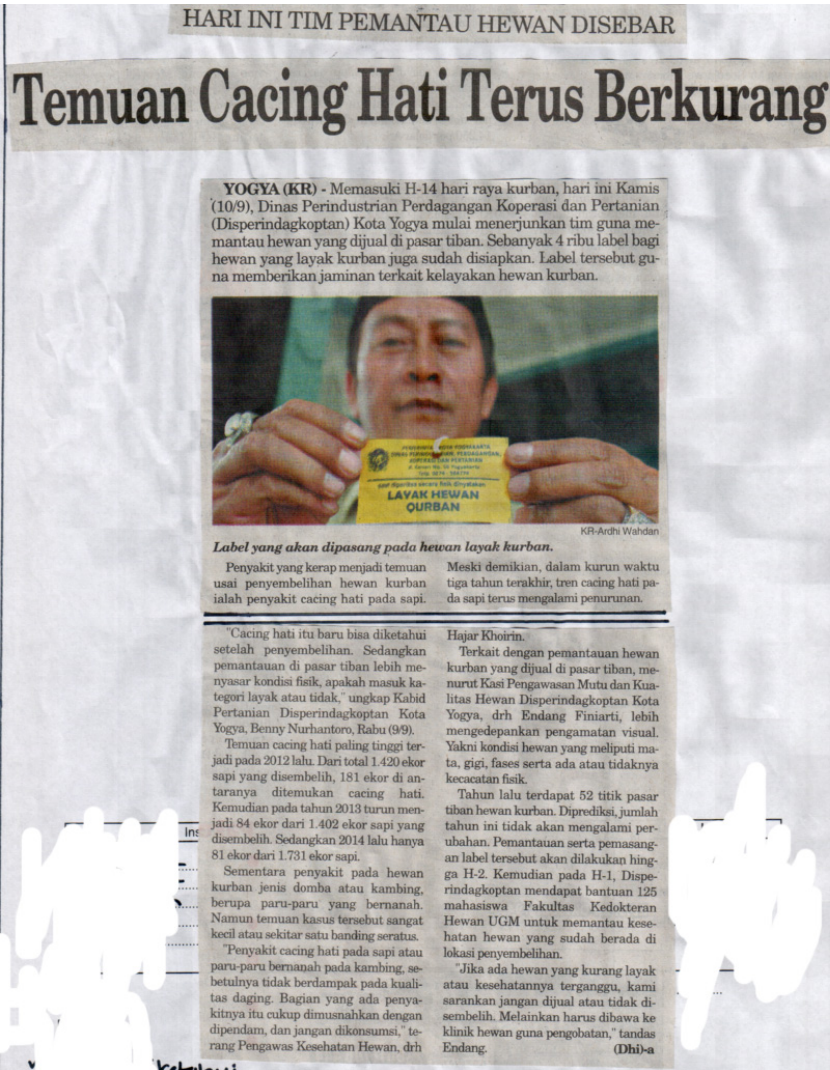 HARI INI TIM PEMANTAU HEWAN DISEBAR
Temuan Cacing Hati Terus Berkurang
YOGYA (KR) - Memasuki H-14 hari raya kurban, hari ini Kamis
(10/9), Dinas Perindustrian Perdagangan Koperasi dan Pertanian
(Disperindagkoptan) Kota Yogya mulai menerjunkan tim guna me-
mantau hewan yang dijual di pasar tiban. Sebanyak 4 ribu label bagi
hewan yang layak kurban juga sudah disiapkan. Label tersebut gu-
na memberikan jaminan terkait kelayakan hewan kurban.
LAYAK HEWAN
QURBAN
KR-Ardhi Wahdan
Label yang akan dipasang pada hewan layak kurban.
Penyakit yang kerap menjadi temuan
usai penyembelihan hewan kurban
ialah penyakit cacing hati pada sapi.
Meski demikian, dalam kurun waktu
tiga tahun terakhir, tren cacing hati pa-
da sapi terus mengalami penurunan.
"Cacing hati itu baru bisa diketahui
setelah penyembelihan. Sedangkan
pemantauan di pasar tiban lebih me-
nyasar kondisi fisik, apakah masuk ka-
tegori layak atau tidak," ungkap Kabid
Pertanian Disperindagkoptan Kota
Yogya, Benny Nurhantoro, Rabu (9/9).
Temuan cacing hati paling tinggi ter-
jadi pada 2012 lalu. Dari total 1.420 ekor
sapi yang disembelih, 181 ekor di an-
taranya ditemukan cacing hati.
Kemudian pada tahun 2013 turun men-
jadi 84 ekor dari 1.402 ekor sapi yang
disembelih. Sedangkan 2014 lalu hanya
81 ekor dari 1.731 ekor sapi.
Sementara penyakit pada hewan
kurban jenis domba atau kambing,
berupa paru-paru yang bernanah.
Namun temuan kasus tersebut sangat
kecil atau sekitar satu banding seratus.
"Penyakit cacing hati pada sapi atau
paru-paru bernanah pada kambing, se-
betulnya tidak berdampak pada kuali-
tas daging. Bagian yang ada penya-
kitnya itu cukup dimusnahkan dengan
dipendam, dan jangan dikonsumsi," te-
rang Pengawas Kesehatan Hewan, drh
Hajar Khoirin.
Terkait dengan pemantauan hewan
kurban yang dijual di pasar tiban, me-
nurut Kasi Pengawasan Mutu dan Kua-
litas Hewan Disperindagkoptan Kota
Yogya, drh Endang Finiarti, lebih
mengedepankan pengamatan visual.
Yakni kondisi hewan yang meliputi ma-
ta, gigi, fases serta ada atau tidaknya
kecacatan fisik.
Tahun lalu terdapat 52 titik pasar
tiban hewan kurban. Diprediksi, jumlah
tahun ini tidak akan mengalami per-
ubahan. Pemantauan serta pemasang-
an label tersebut akan dilakukan hing-
ga H-2. Kemudian pada H-1, Dispe-
rindagkoptan mendapat bantuan 125
mahasiswa Fakultas Kedokteran
Hewan UGM untuk memantau kese-
hatan hewan yang sudah berada di
lokasi penyembelihan.
"Jika ada hewan yang kurang layak
atau kesehatannya terganggu, kami
sarankan jangan dijual atau tidak di-
sembelih. Melainkan harus dibawa ke
klinik hewan guna pengobatan," tandas
Endang. (Dhi)-a